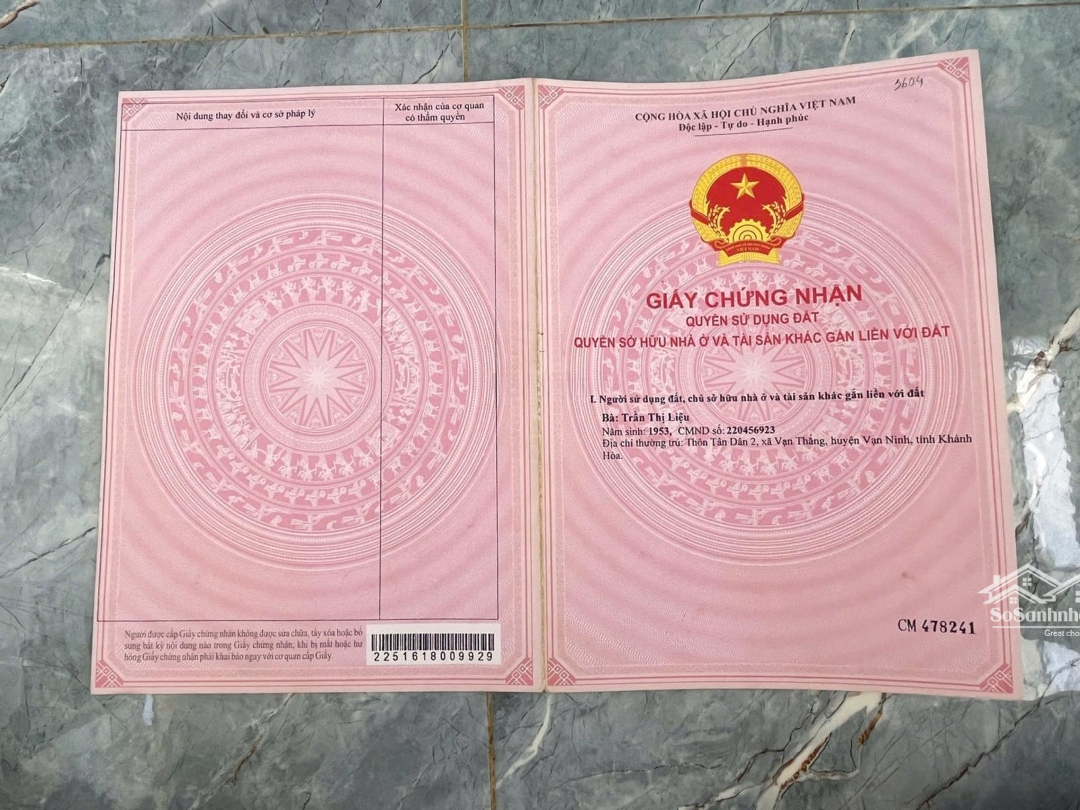 Nội dung thay đổi và cơ sở pháp lý
Xác nhận của cơ quan
có thẩm quyền
Người được cấp Giấy chứng nhận không được sửa chữa, tẩy xóa hoặc bổ
sung bất kỳ nội dung nào trong Giấy chứng nhận; khi bị mất hoặc hư
hỏng Giấy chứng nhận phải khai báo ngay với cơ quan cấp Giấy.
2251618009929
3604
CỘNG HÒA XÃ HỘI CHỦ NGHĨA VIỆT NAM
Độc lập - Tự do - Hạnh phúc
VIỆT NAM
GIẤY CHỨNG NHẬN
QUYỀN SỬ DỤNG ĐẤT
QUYỀN SỞ HỮU NHÀ Ở VÀ TÀI SẢN KHÁC GẮN LIỀN VỚI ĐẤT
I. Người sử dụng đất, chủ sở hữu nhà ở và tài sản khác gắn liền với đất
Bà: Trần Thị Liệu
Năm sinh: 1953, CMND số: 220456923
Địa chỉ thường trú: Thôn Tân Dân 2, xã Vạn Thắng, huyện Vạn Ninh, tỉnh Khánh
Hòa.
CM 478241
SoSanhnh
Great cho